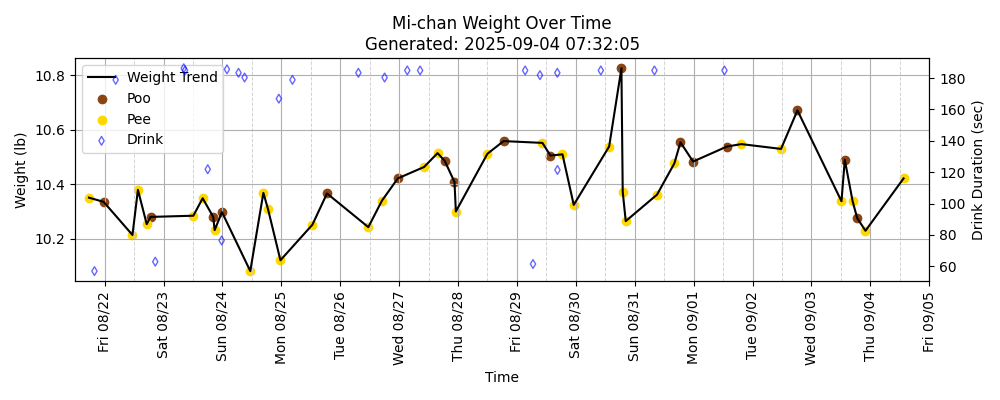 Mi-chan Weight Over Time
Generated: 2025-09-04 07:32:05
Weight (lb)
10.8
10.6
10.4
10.2
Weight Trend
Poo
Pee
Drink
180
160
140
120
100
80
60
Drink Duration (sec)
Fri 08/22
Sat 08/23
Sun 08/24
Mon 08/25
Tue 08/26
Wed 08/27
Thu 08/28
Fri 08/29
Sat 08/30
Sun 08/31
Mon 09/01
Tue 09/02
Wed 09/03
Thu 09/04
Fri 09/05
Time